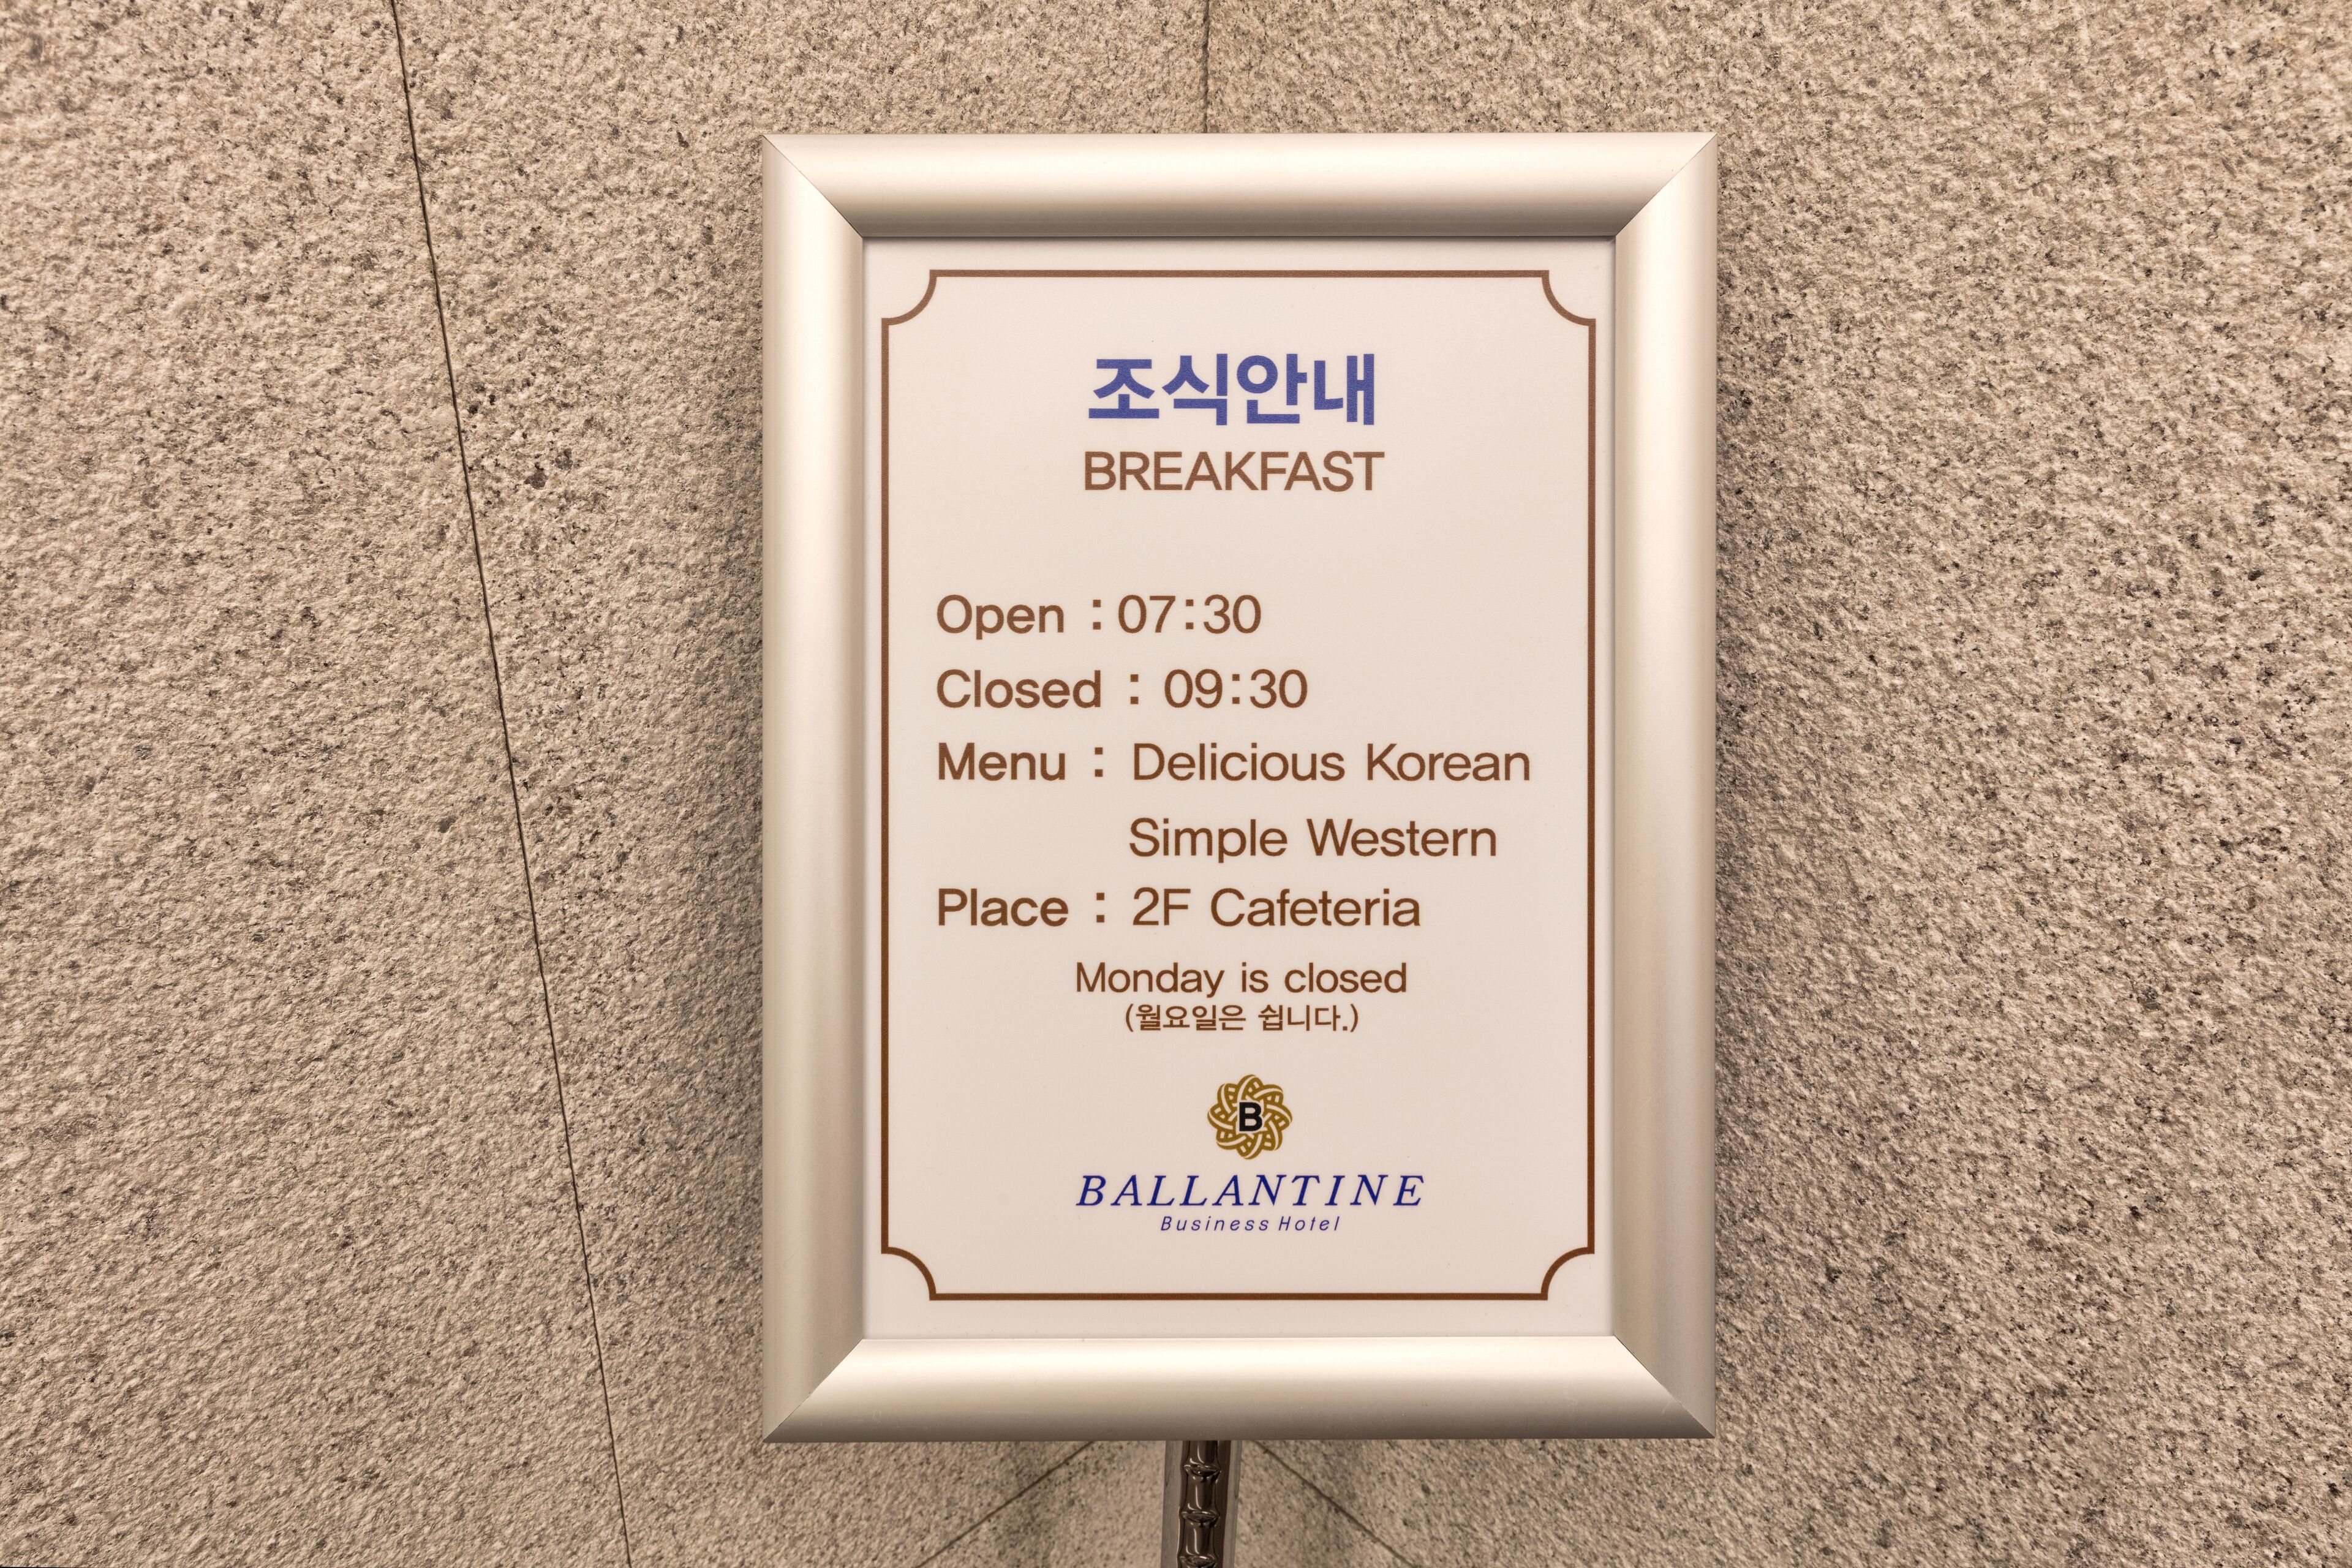 조식안내
BREAKFAST
Open : 07:30
Closed : 09:30
Menu : Delicious Korean
Simple Western
Place : 2F Cafeteria
Monday is closed
(월요일은 쉽니다.)
B
BALLANTINE
Business Hotel